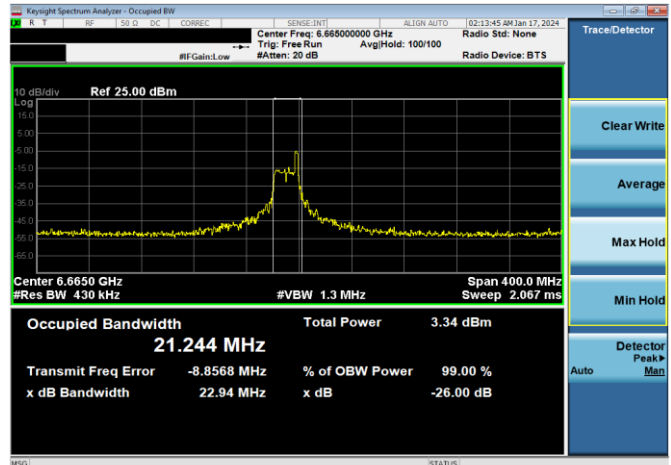 Keysight Spectrum Analyzer - Occupied BW
R T RF 50 Ω DC CORREC SENSE:INT ALIGN AUTO 02:13:45 AM Jan 17, 2024
Center Freq: 6.665000000 GHz Radio Std: None
Trig: Free Run Avg|Hold: 100/100
#IFGain:Low #Atten: 20 dB Radio Device: BTS
Trace/Detector
10 dB/div Ref 25.00 dBm
Log
15.0
5.00
-5.00
-15.0
-25.0
-35.0
-45.0
-55.0
-65.0
Center 6.6650 GHz Span 400.0 MHz
#Res BW 430 kHz #VBW 1.3 MHz Sweep 2.067 ms
Occupied Bandwidth Total Power 3.34 dBm
21.244 MHz
Transmit Freq Error -8.8568 MHz % of OBW Power 99.00 %
x dB Bandwidth 22.94 MHz x dB -26.00 dB
Clear Write
Average
Max Hold
Min Hold
Detector
Peak▶
Auto Man
MSG STATUS